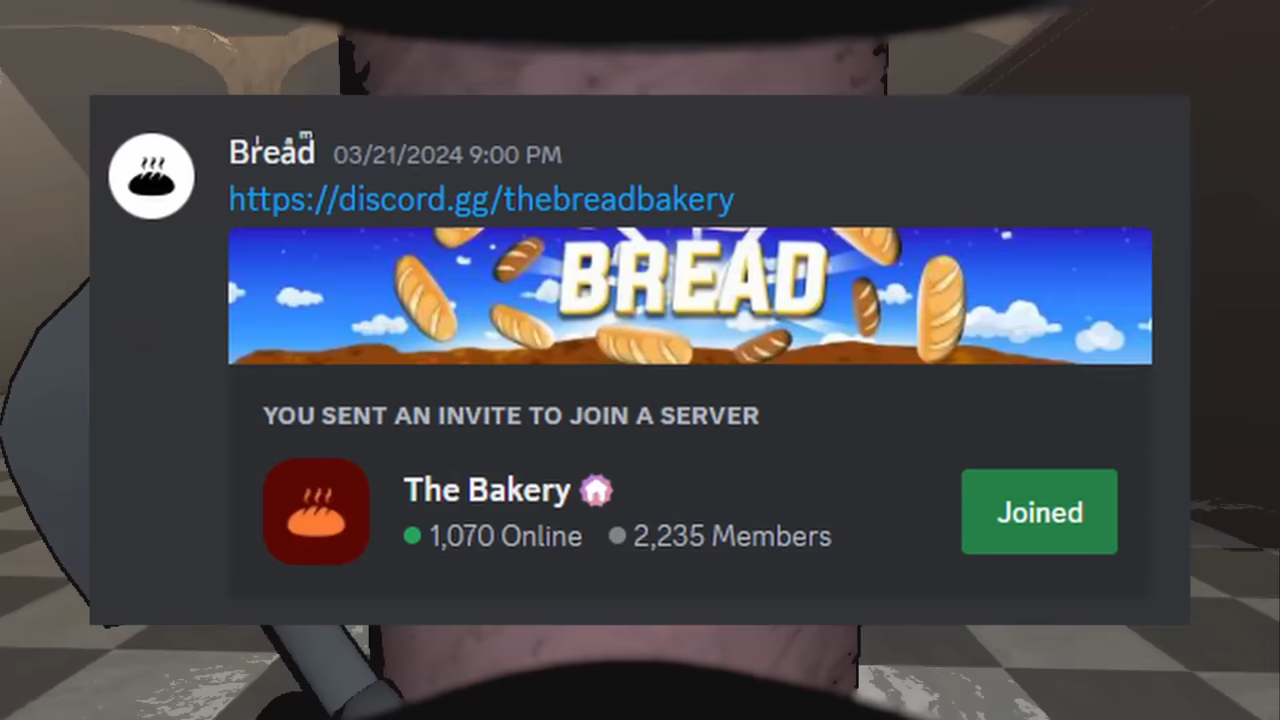 Bread 03/21/2024 9:00 PM
https://discord.gg/thebreadbakery
BREAD
YOU SENT AN INVITE TO JOIN A SERVER
The Bakery
1,070 Online 2,235 Members
Joined